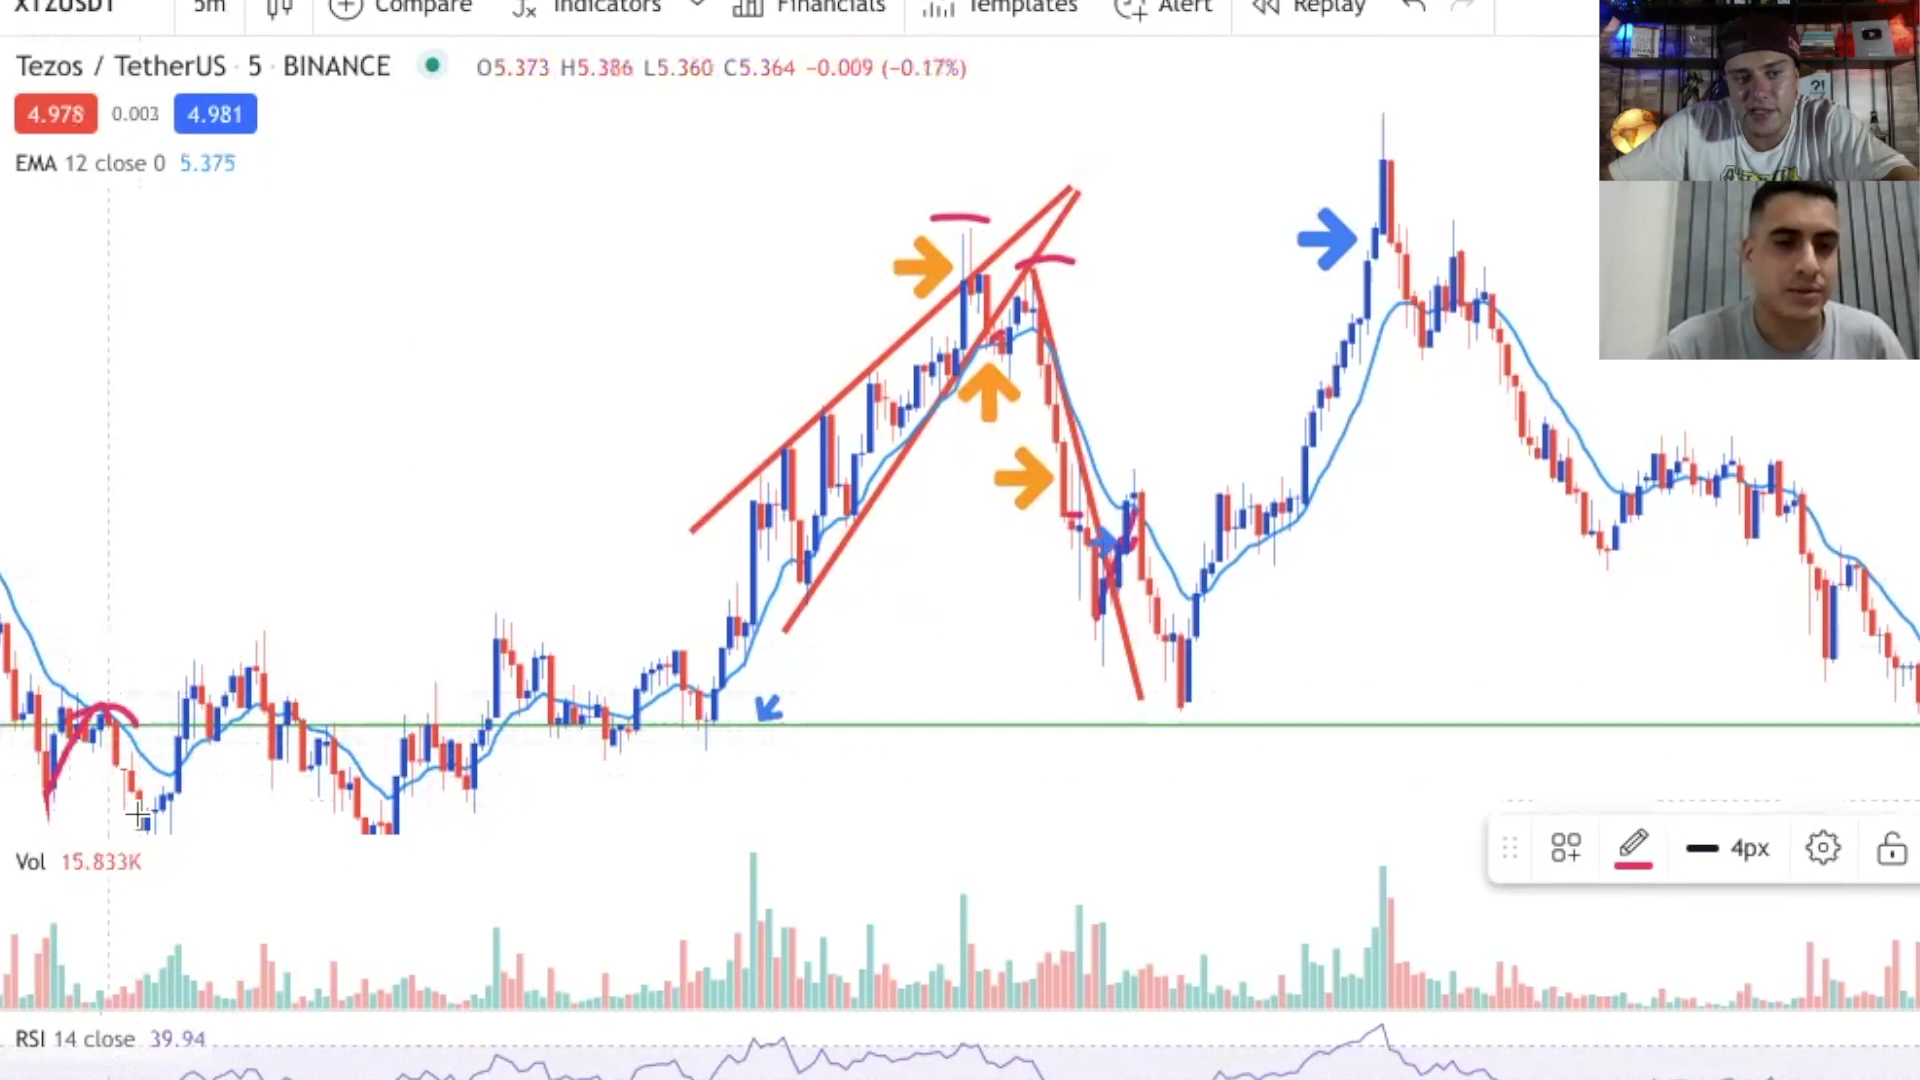 XTZUSDT 5m Compare Indicators Financials Templates Alert Replay
Tezos / TetherUS · 5 · BINANCE O5.373 H5.386 L5.360 C5.364 −0.009 (−0.17%)
4.978 0.003 4.981
EMA 12 close 0 5.375
4px
Vol 15.833K
RSI 14 close 39.94